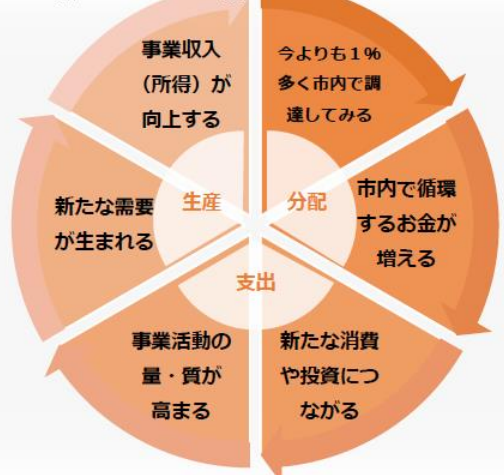 事業収入
（所得）が
向上する
今よりも１％
多く市内で調
達してみる
新たな需要
が生まれる
生産
分配
市内で循環
するお金が
増える
支出
事業活動の
量・質が
高まる
新たな消費
や投資につ
ながる